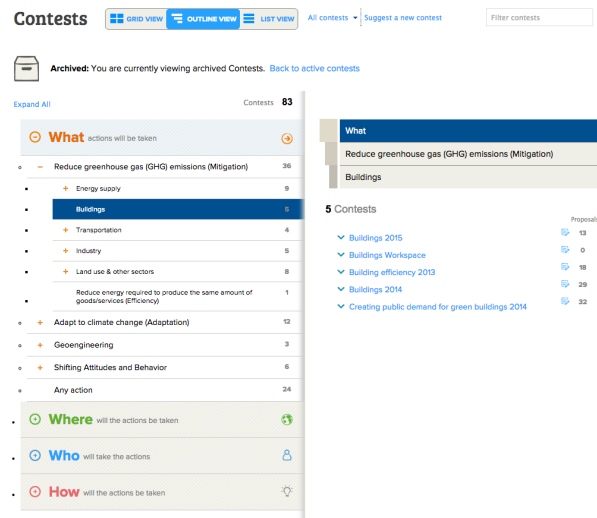 Contests
GRID VIEW
OUTLINE VIEW
LIST VIEW
All contests
Suggest a new contest
Filter contests
Archived: You are currently viewing archived Contests. Back to active contests
Expand All
Contests 83
What actions will be taken
Reduce greenhouse gas (GHG) emissions (Mitigation) 36
Energy supply 9
Buildings 5
Transportation 4
Industry 5
Land use & other sectors 8
Reduce energy required to produce the same amount of
goods/services (Efficiency) 1
Adapt to climate change (Adaptation) 12
Geoengineering 3
Shifting Attitudes and Behavior 6
Any action 24
Where will the actions be taken
Who will take the actions
How will the actions be taken
What
Reduce greenhouse gas (GHG) emissions (Mitigation)
Buildings
5 Contests
Proposals
Buildings 2015 13
Buildings Workspace 0
Building efficiency 2013 18
Buildings 2014 29
Creating public demand for green buildings 2014 32